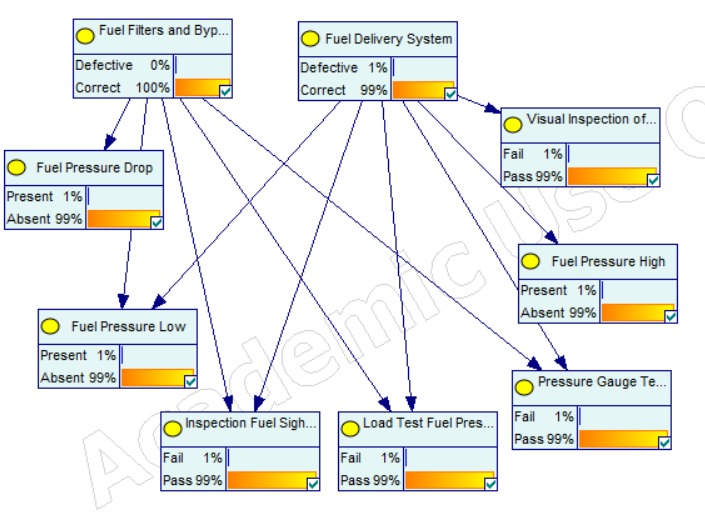 Fuel Filters and Byp...
Defective 0%
Correct 100%
Fuel Delivery System
Defective 1%
Correct 99%
Visual Inspection of...
Fail 1%
Pass 99%
Fuel Pressure Drop
Present 1%
Absent 99%
Fuel Pressure High
Present 1%
Absent 99%
Fuel Pressure Low
Present 1%
Absent 99%
Pressure Gauge Te...
Fail 1%
Pass 99%
Inspection Fuel Sigh...
Fail 1%
Pass 99%
Load Test Fuel Pres...
Fail 1%
Pass 99%
Academic Use O